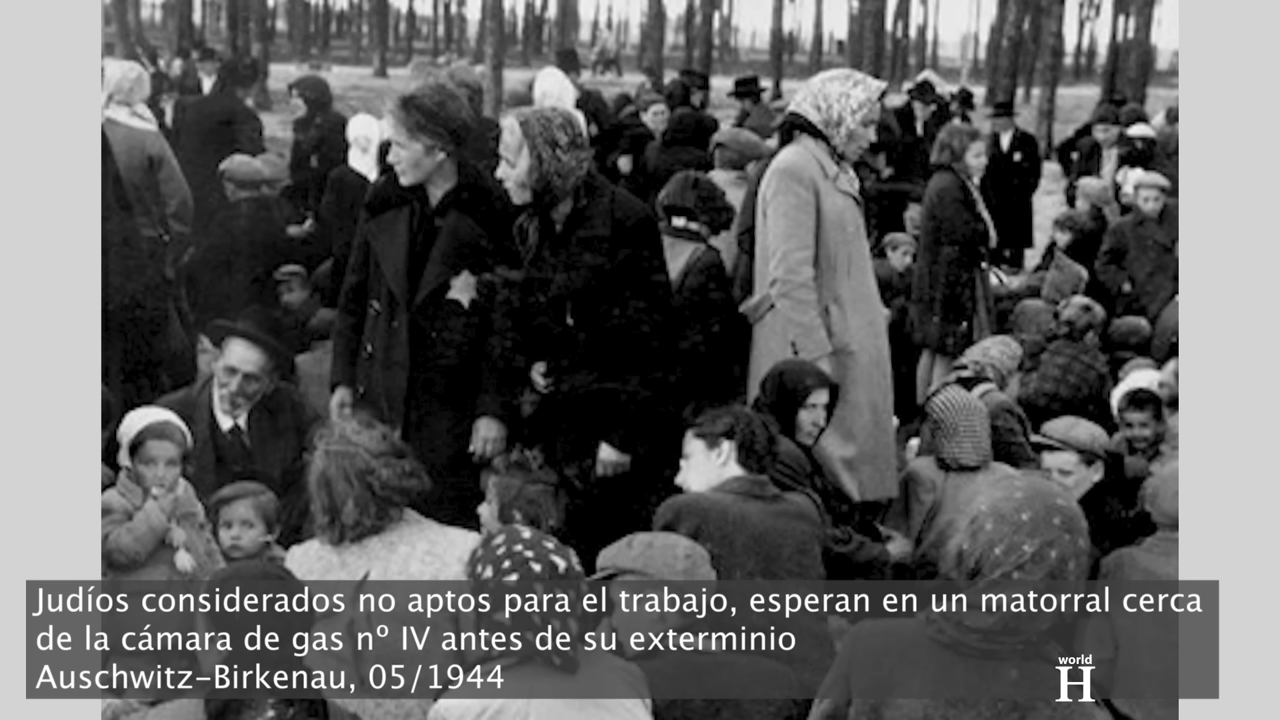 Judíos considerados no aptos para el trabajo, esperan en un matorral cerca
de la cámara de gas nº IV antes de su exterminio
Auschwitz-Birkenau, 05/1944
world
H